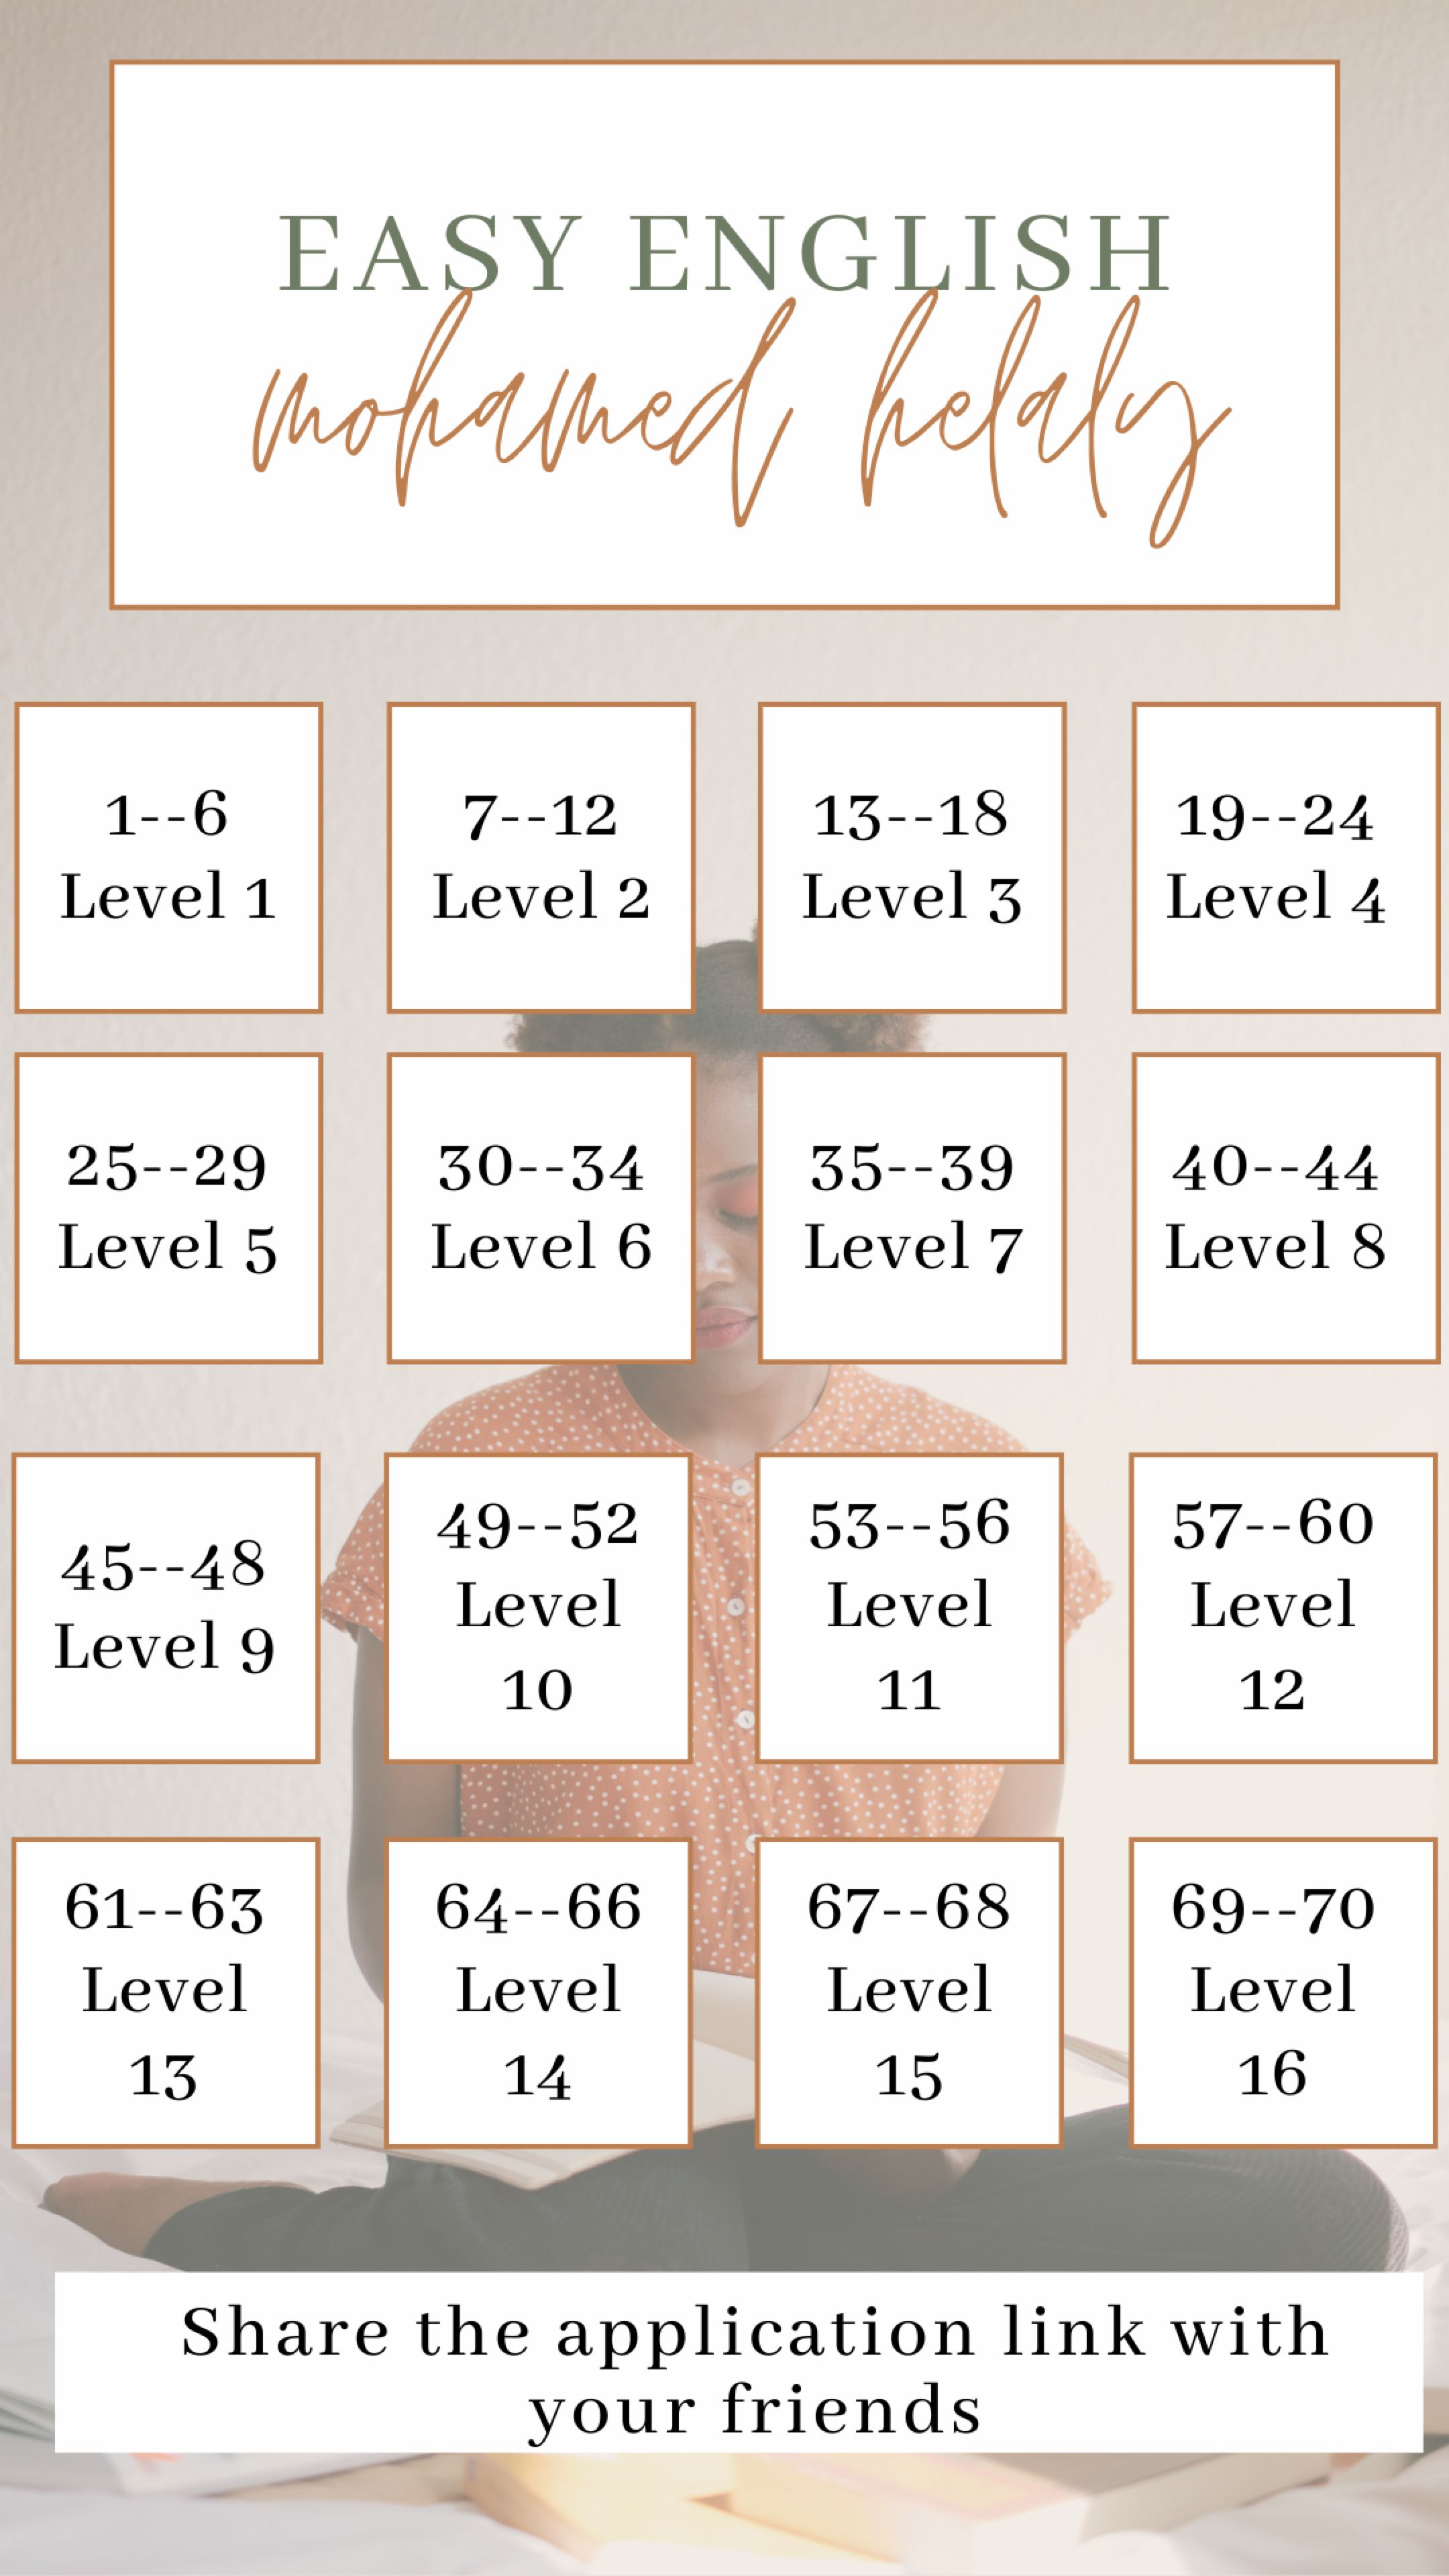 EASY ENGLISH
mohamed helaly
1--6
Level 1
7--12
Level 2
13--18
Level 3
19--24
Level 4
25--29
Level 5
30--34
Level 6
35--39
Level 7
40--44
Level 8
45--48
Level 9
49--52
Level
10
53--56
Level
11
57--60
Level
12
61--63
Level
13
64--66
Level
14
67--68
Level
15
69--70
Level
16
Share the application link with
your friends